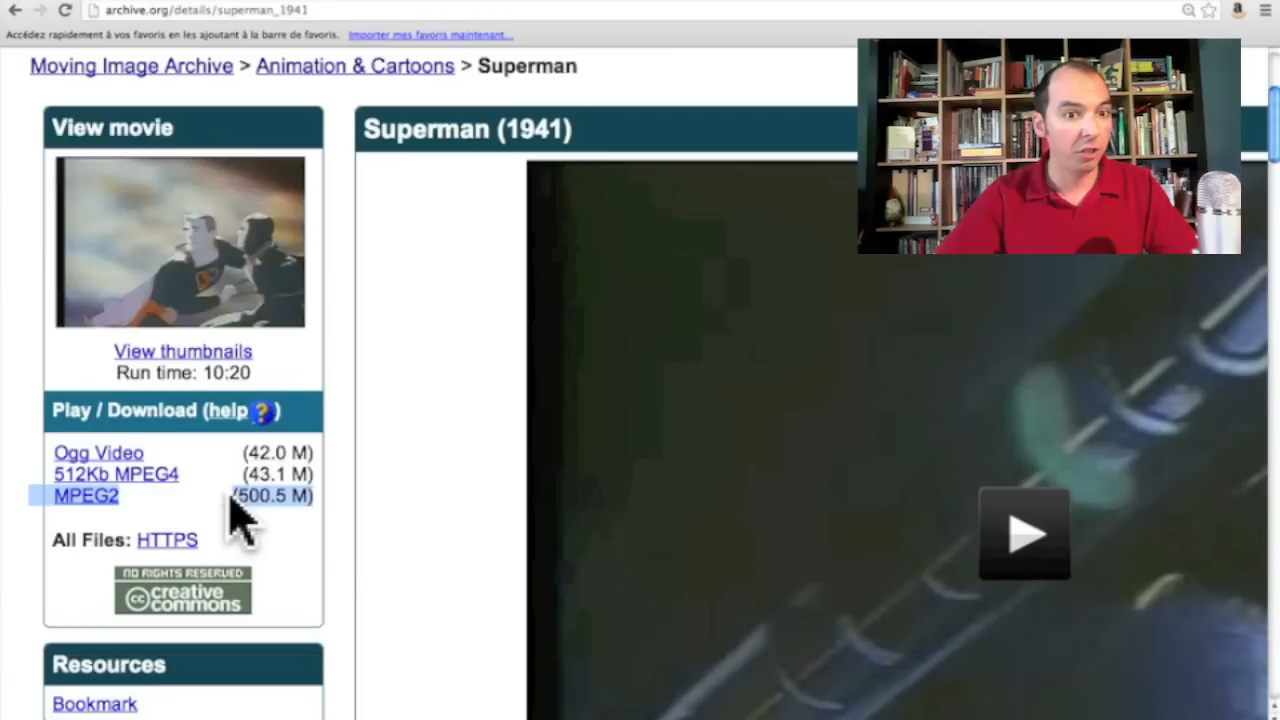 archive.org/details/superman_1941
Accédez rapidement à vos favoris en les ajoutant à la barre de favoris. Importer mes favoris maintenant...
Moving Image Archive > Animation & Cartoons > Superman
View movie
Superman (1941)
View thumbnails
Run time: 10:20
Play / Download (help ?)
Ogg Video (42.0 M)
512Kb MPEG4 (43.1 M)
MPEG2 (500.5 M)
All Files: HTTPS
NO RIGHTS RESERVED
cc creative commons
Resources
Bookmark